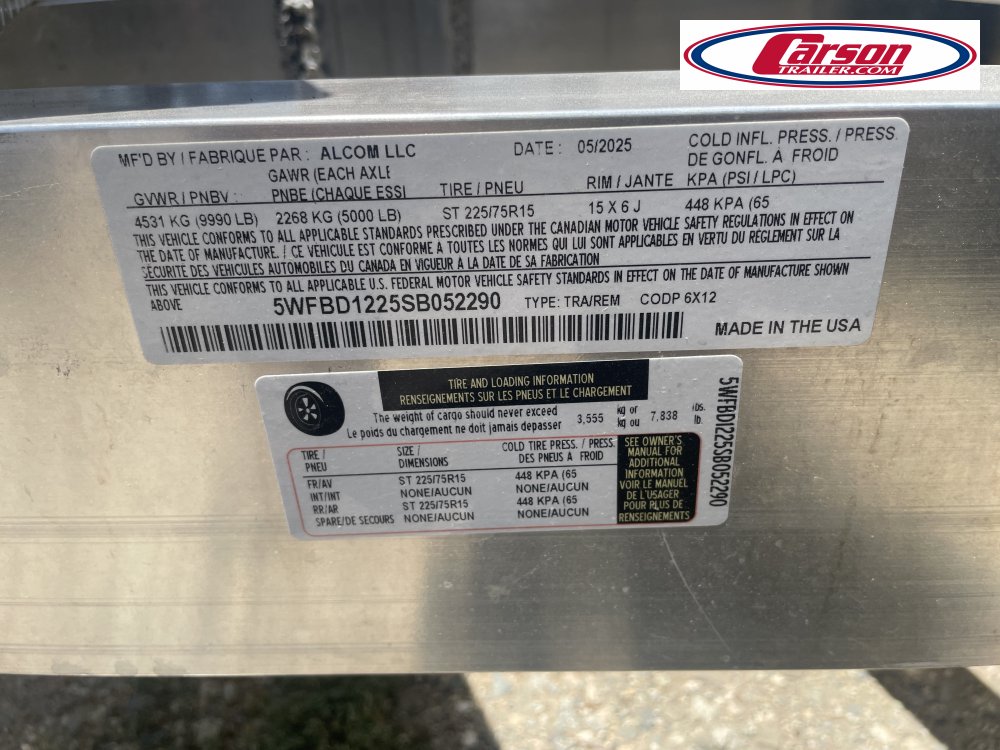 Carson
TRAILER.COM
MF'D BY / FABRIQUE PAR : ALCOM LLC
DATE : 05/2025
COLD INFL. PRESS. / PRESS.
DE GONFL. À FROID
GVWR / PNBV :
GAWR (EACH AXLE
PNBE (CHAQUE ESSI
TIRE / PNEU
RIM / JANTE
KPA (PSI / LPC)
4531 KG (9990 LB) 2268 KG (5000 LB) ST 225/75R15 15 X 6 J 448 KPA (65
THIS VEHICLE CONFORMS TO ALL APPLICABLE STANDARDS PRESCRIBED UNDER THE CANADIAN MOTOR VEHICLE SAFETY REGULATIONS IN EFFECT ON
THE DATE OF MANUFACTURE. / CE VEHICULE EST CONFORME A TOUTES LES NORMES QUI LUI SONT APPLICABLES EN VERTU DU RÉGLEMENT SUR LA
SÉCURITE DES VEHICULES AUTOMOBILES DU CANADA EN VIGUEUR A LA DATE DE SA FABRICATION
THIS VEHICLE CONFORMS TO ALL APPLICABLE U.S. FEDERAL MOTOR VEHICLE SAFETY STANDARDS IN EFFECT ON THE DATE OF MANUFACTURE SHOWN
ABOVE
5WFBD1225SB052290 TYPE: TRA/REM CODP 6X12
MADE IN THE USA
TIRE AND LOADING INFORMATION
RENSEIGNEMENTS SUR LES PNEUS ET LE CHARGEMENT
The weight of cargo should never exceed
Le poids du chargement ne doit jamais depasser
3,555
kg or
kg ou
7,838
lbs.
lb.
TIRE /
PNEU
SIZE /
DIMENSIONS
COLD TIRE PRESS. / PRESS.
DES PNEUS A FROID
FR/AV ST 225/75R15 448 KPA (65
INT/INT NONE/AUCUN NONE/AUCUN
RR/AR ST 225/75R15 448 KPA (65
SPARE/DE SECOURS NONE/AUCUN NONE/AUCUN
SEE OWNER'S
MANUAL FOR
ADDITIONAL
INFORMATION
VOIR LE MANUEL
DE L'USAGER
POUR PLUS DE
RENSEIGNEMENTS
5WFBD1225SB052290